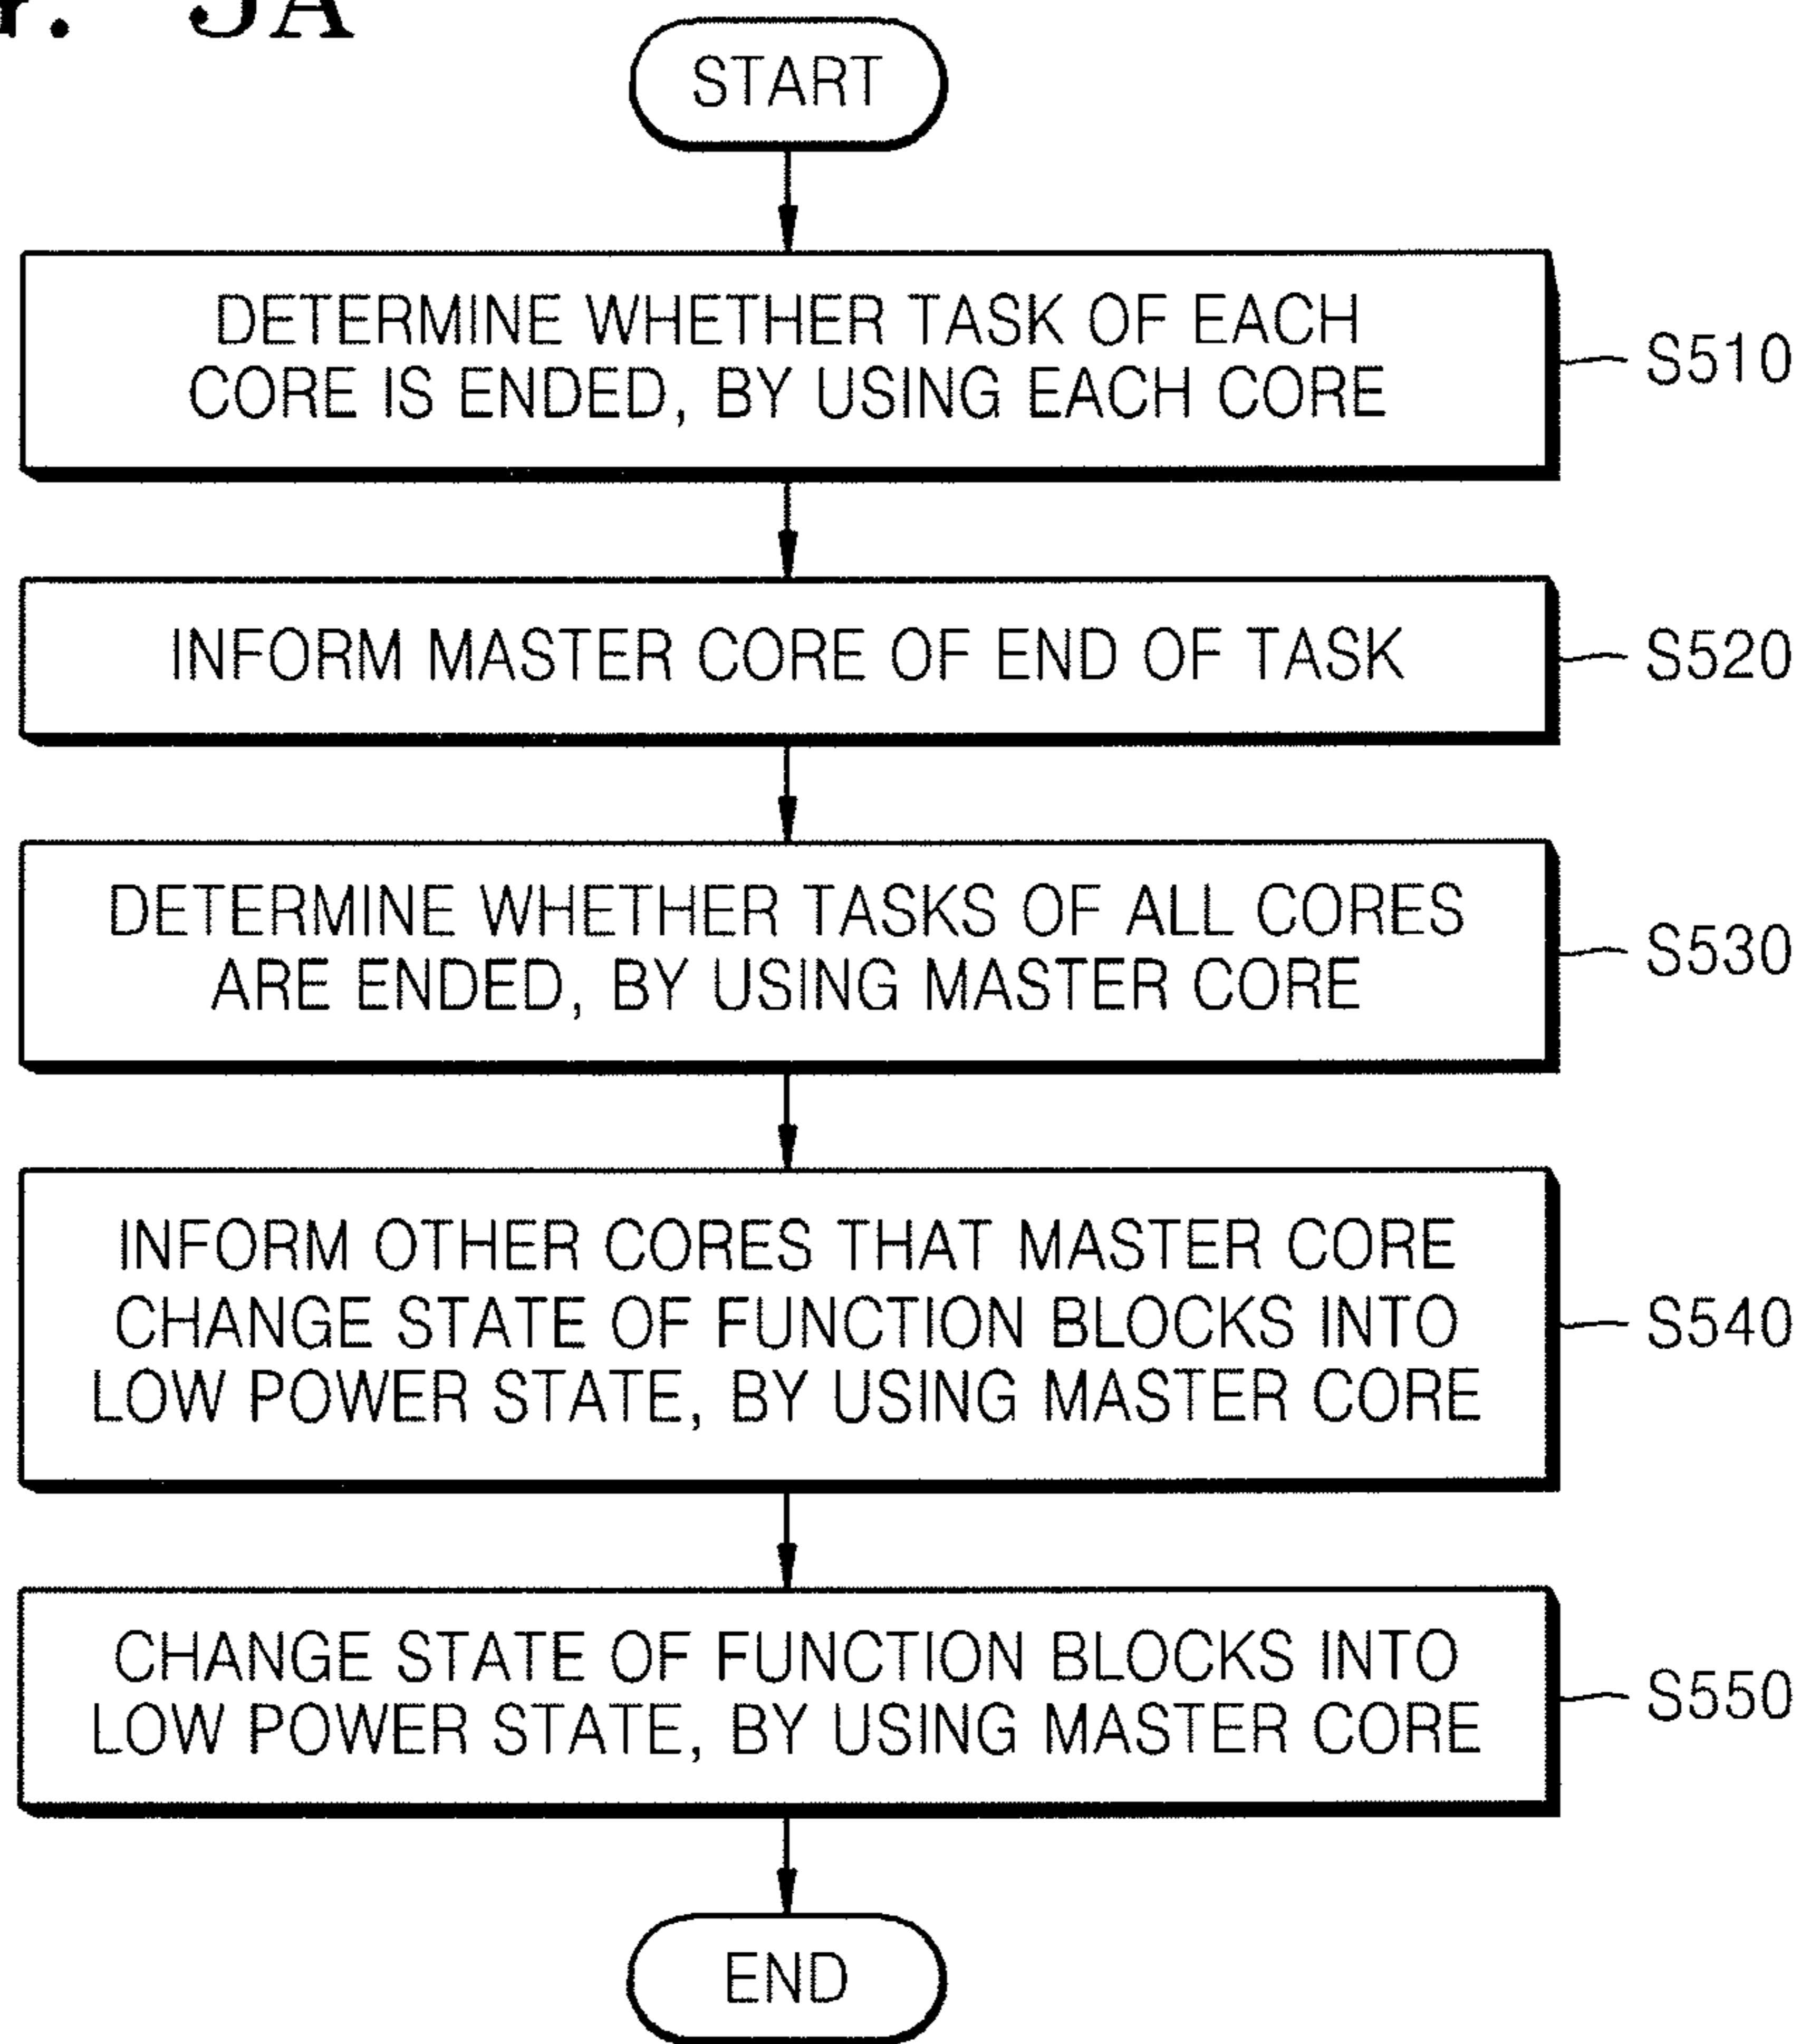 5A
START
DETERMINE WHETHER TASK OF EACH
CORE IS ENDED, BY USING EACH CORE
S510
INFORM MASTER CORE OF END OF TASK
S520
DETERMINE WHETHER TASKS OF ALL CORES
ARE ENDED, BY USING MASTER CORE
S530
INFORM OTHER CORES THAT MASTER CORE
CHANGE STATE OF FUNCTION BLOCKS INTO
LOW POWER STATE, BY USING MASTER CORE
S540
CHANGE STATE OF FUNCTION BLOCKS INTO
LOW POWER STATE, BY USING MASTER CORE
S550
END